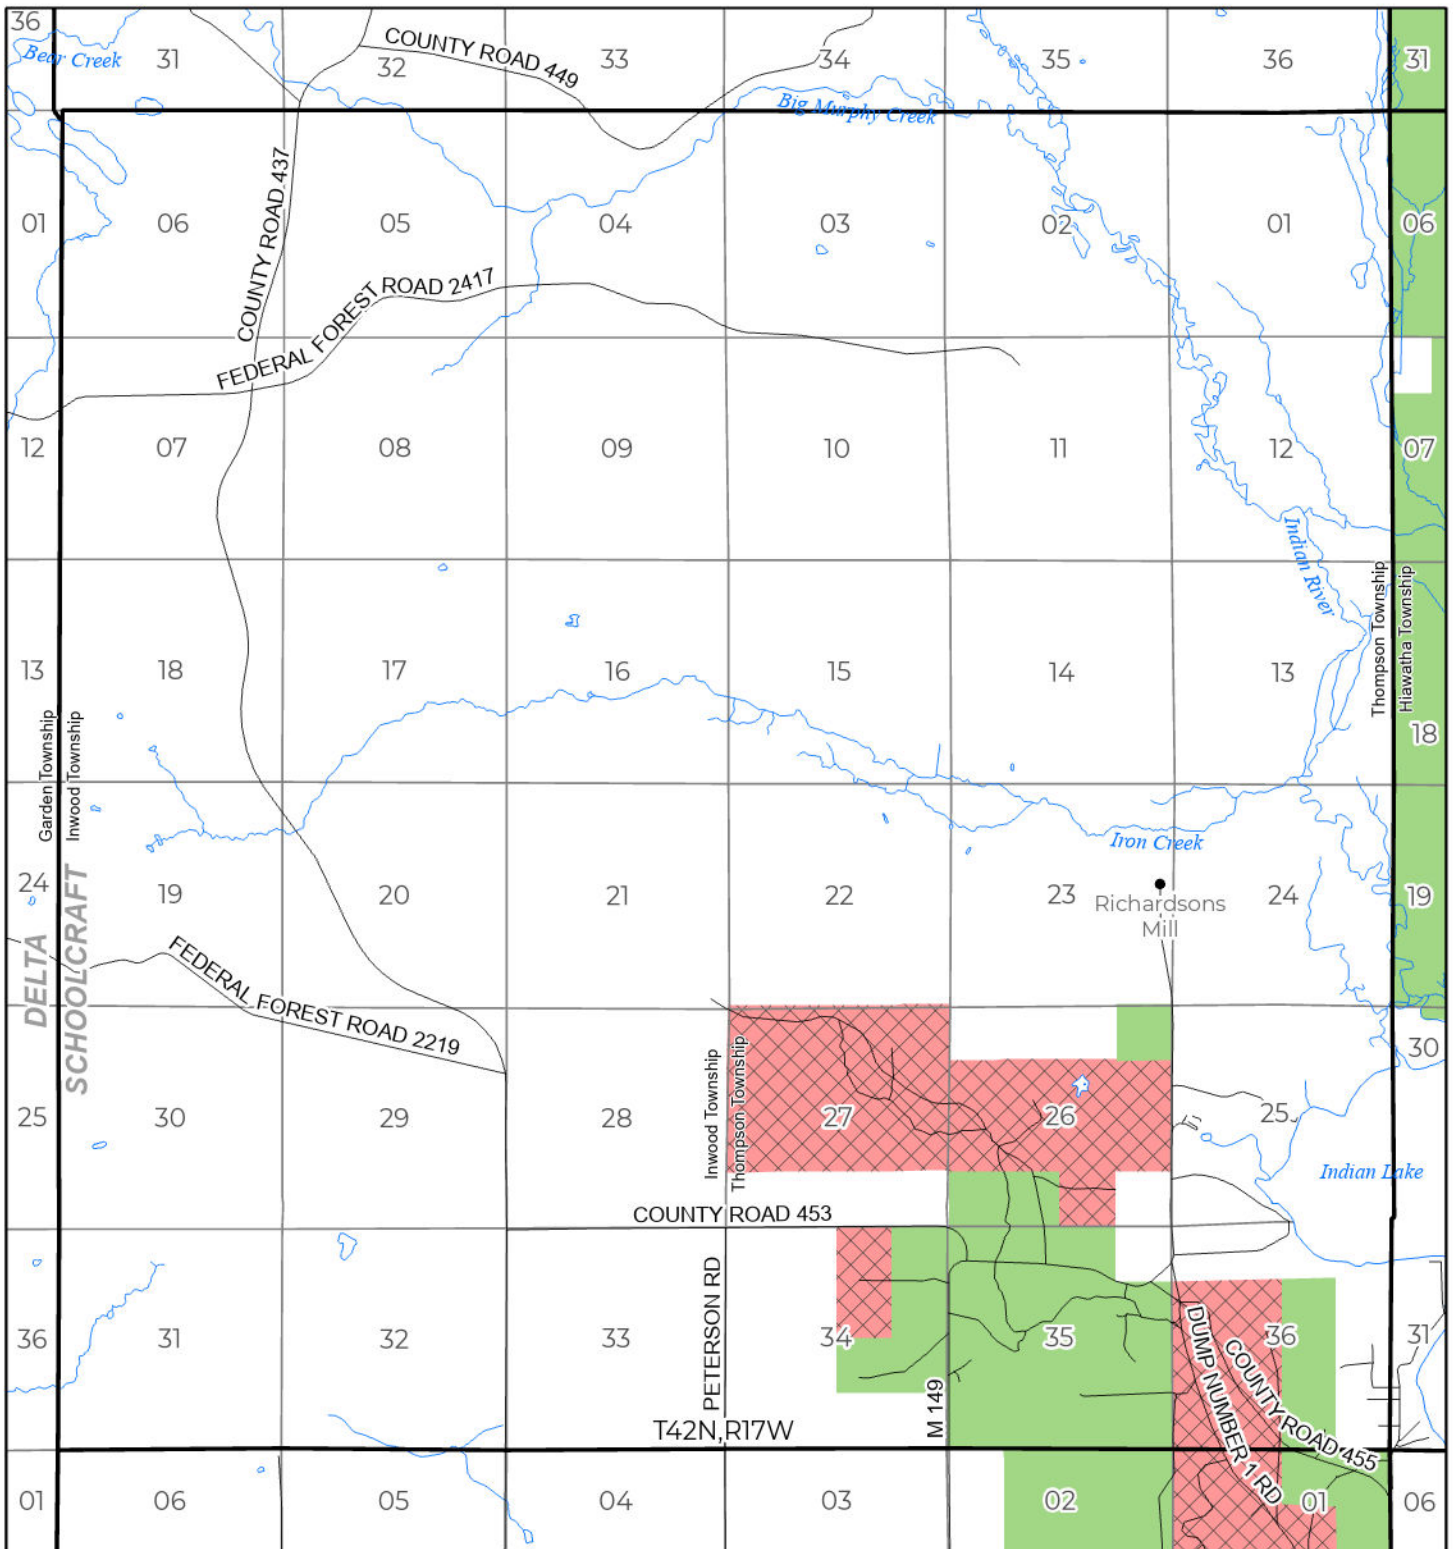 36
Bear Creek
31
32
COUNTY ROAD 449
33
34
35
36
31
Big Murphy Creek
01
06
COUNTY ROAD 437
05
04
03
02
01
06
FEDERAL FOREST ROAD 2417
12
07
08
09
10
11
12
07
Indian River
Thompson Township
Hiawatha Township
13
18
17
16
15
14
13
18
Garden Township
Inwood Township
Iron Creek
24
19
20
21
22
23
Richardsons
Mill
24
19
DELTA
SCHOOLCRAFT
FEDERAL FOREST ROAD 2219
30
Inwood Township
Thompson Township
25
30
29
28
27
26
25
Indian Lake
COUNTY ROAD 453
PETERSON RD
36
31
32
33
34
35
36
31
DUMP NUMBER 1 RD
COUNTY ROAD 455
M 149
T42N,R17W
01
06
05
04
03
02
01
06